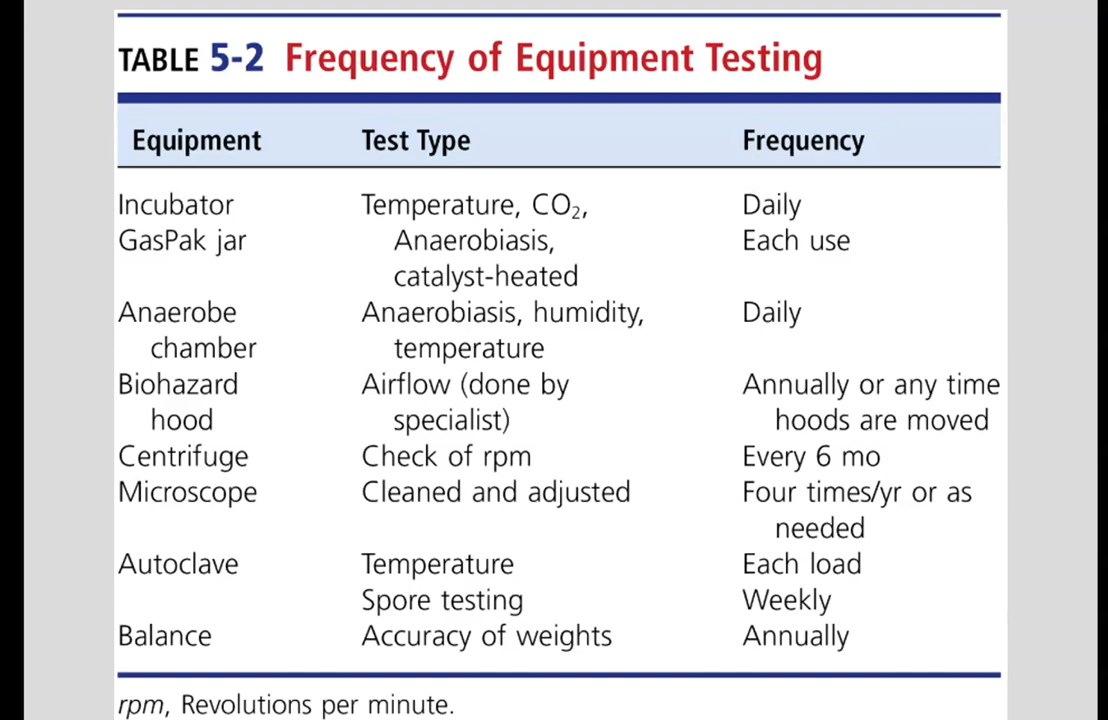 TABLE 5-2 Frequency of Equipment Testing
Equipment Test Type Frequency
Incubator Temperature, CO₂, Daily
GasPak jar Anaerobiasis, Each use
catalyst-heated
Anaerobe Anaerobiasis, humidity, Daily
chamber temperature
Biohazard Airflow (done by Annually or any time
hood specialist) hoods are moved
Centrifuge Check of rpm Every 6 mo
Microscope Cleaned and adjusted Four times/yr or as
needed
Autoclave Temperature Each load
Spore testing Weekly
Balance Accuracy of weights Annually
rpm, Revolutions per minute.